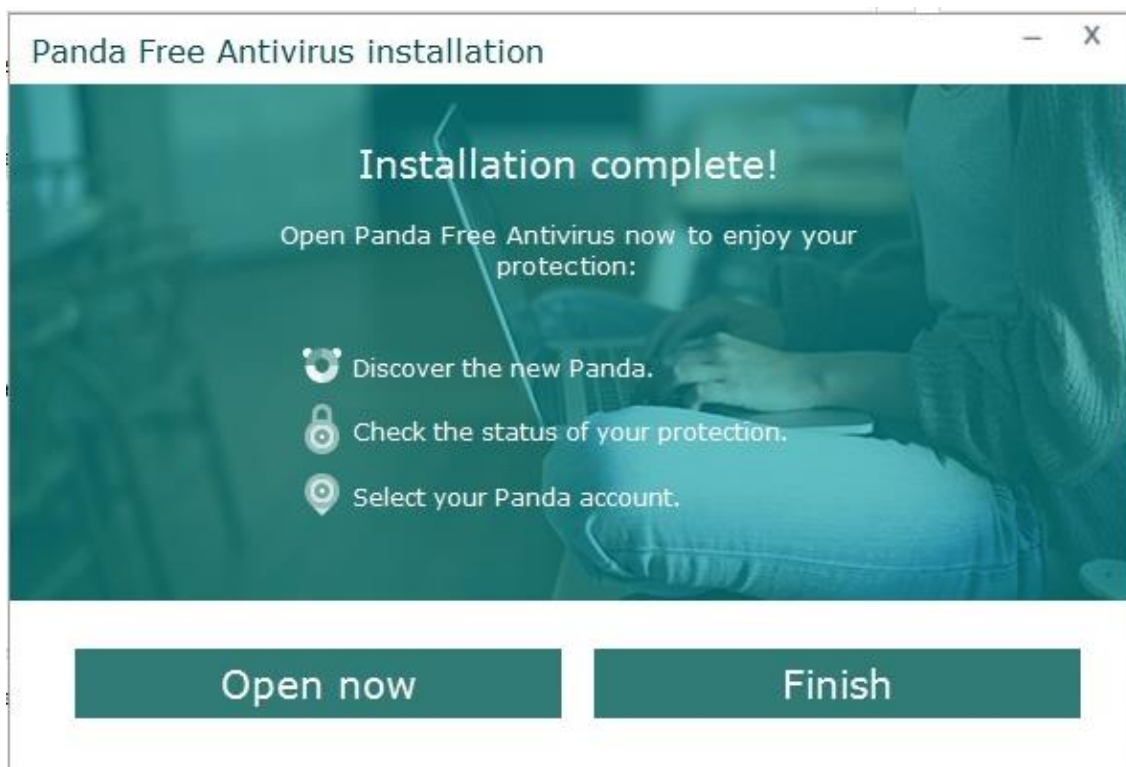 Panda Free Antivirus installation
Installation complete!
Open Panda Free Antivirus now to enjoy your
protection:
Discover the new Panda.
Check the status of your protection.
Select your Panda account.
Open now
Finish